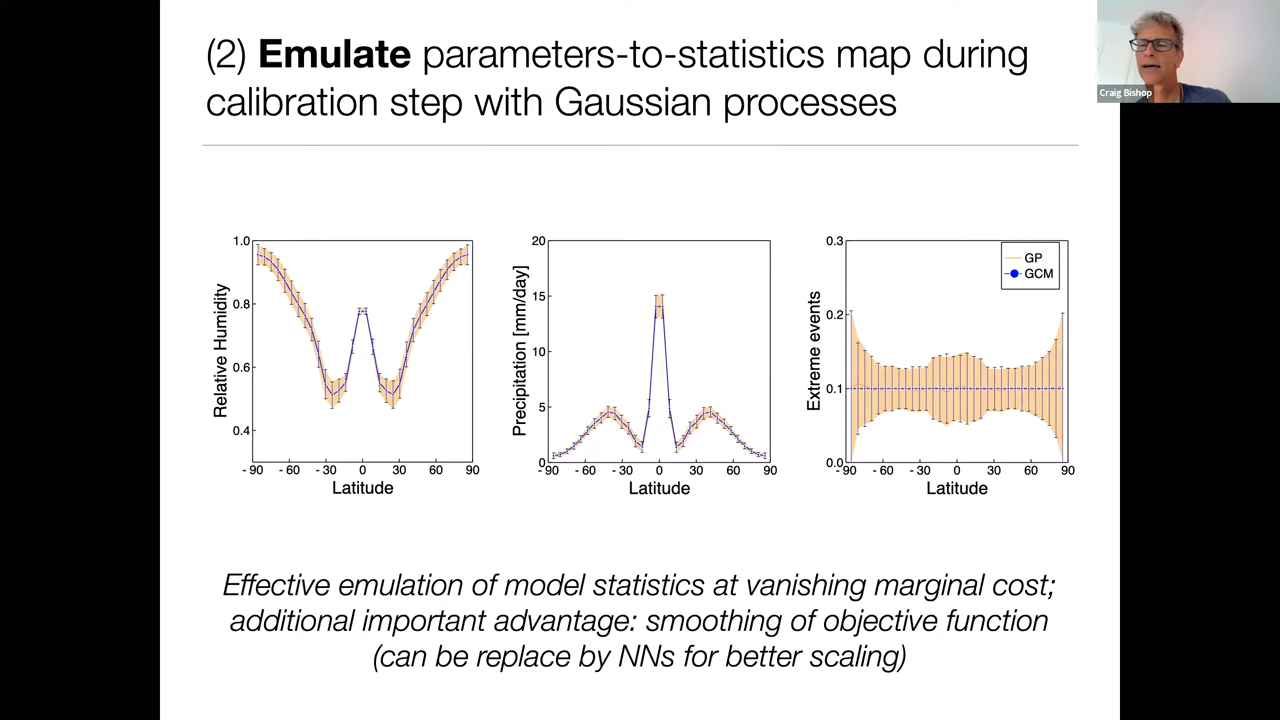 (2) Emulate parameters-to-statistics map during
calibration step with Gaussian processes
Craig Bishop
1.0
0.8
0.6
0.4
Relative Humidity
- 90 - 60 - 30 0 30 60 90
Latitude
20
15
10
5
0
Precipitation [mm/day]
- 90 - 60 - 30 0 30 60 90
Latitude
0.3
0.2
0.1
0.0
Extreme events
GP
GCM
- 90 - 60 - 30 0 30 60 90
Latitude
Effective emulation of model statistics at vanishing marginal cost;
additional important advantage: smoothing of objective function
(can be replace by NNs for better scaling)